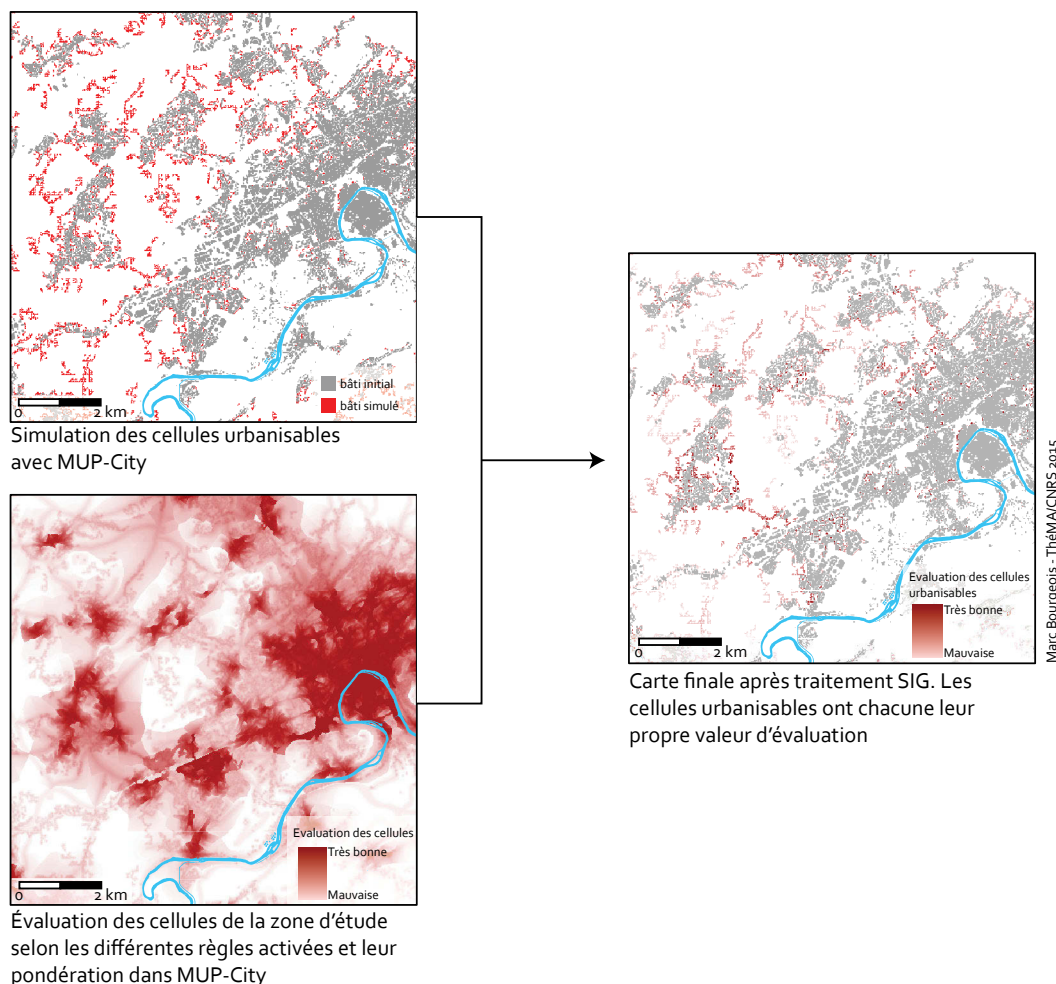 bâti initial
bâti simulé
0 2 km
Simulation des cellules urbanisables
avec MUP-City
Evaluation des cellules
Très bonne
Mauvaise
0 2 km
Évaluation des cellules de la zone d'étude
selon les différentes règles activées et leur
pondération dans MUP-City
Evaluation des cellules
urbanisables
Très bonne
Mauvaise
0 2 km
Carte finale après traitement SIG. Les
cellules urbanisables ont chacune leur
propre valeur d'évaluation
Marc Bourgeois - ThéMA/CNRS 2015